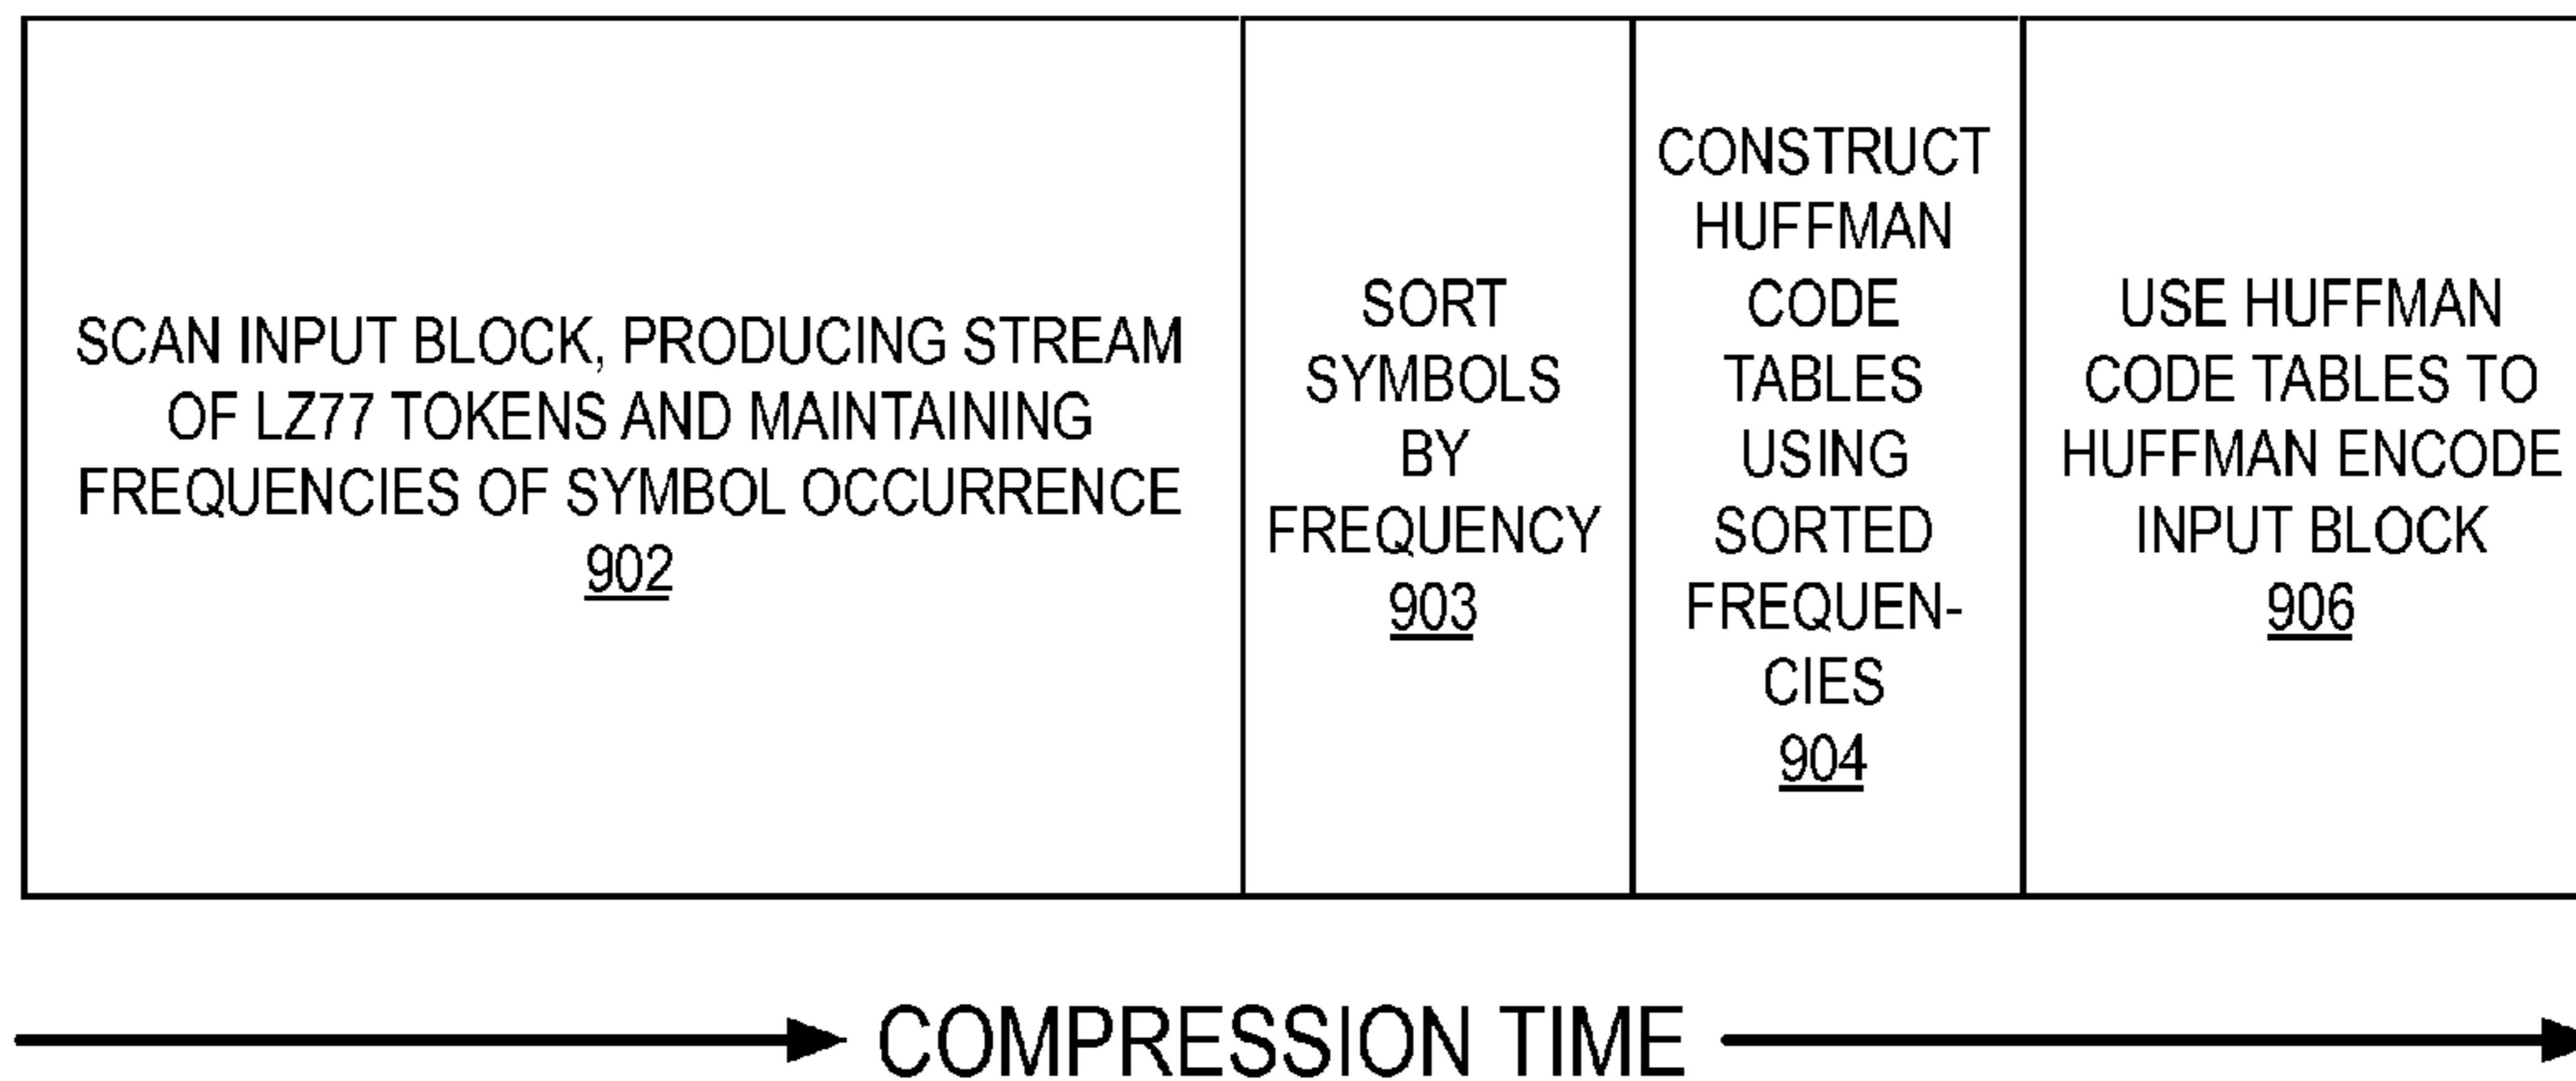 SCAN INPUT BLOCK, PRODUCING STREAM
OF LZ77 TOKENS AND MAINTAINING
FREQUENCIES OF SYMBOL OCCURRENCE
902
SORT
SYMBOLS
BY
FREQUENCY
903
CONSTRUCT
HUFFMAN
CODE
TABLES
USING
SORTED
FREQUEN-
CIES
904
USE HUFFMAN
CODE TABLES TO
HUFFMAN ENCODE
INPUT BLOCK
906
COMPRESSION TIME